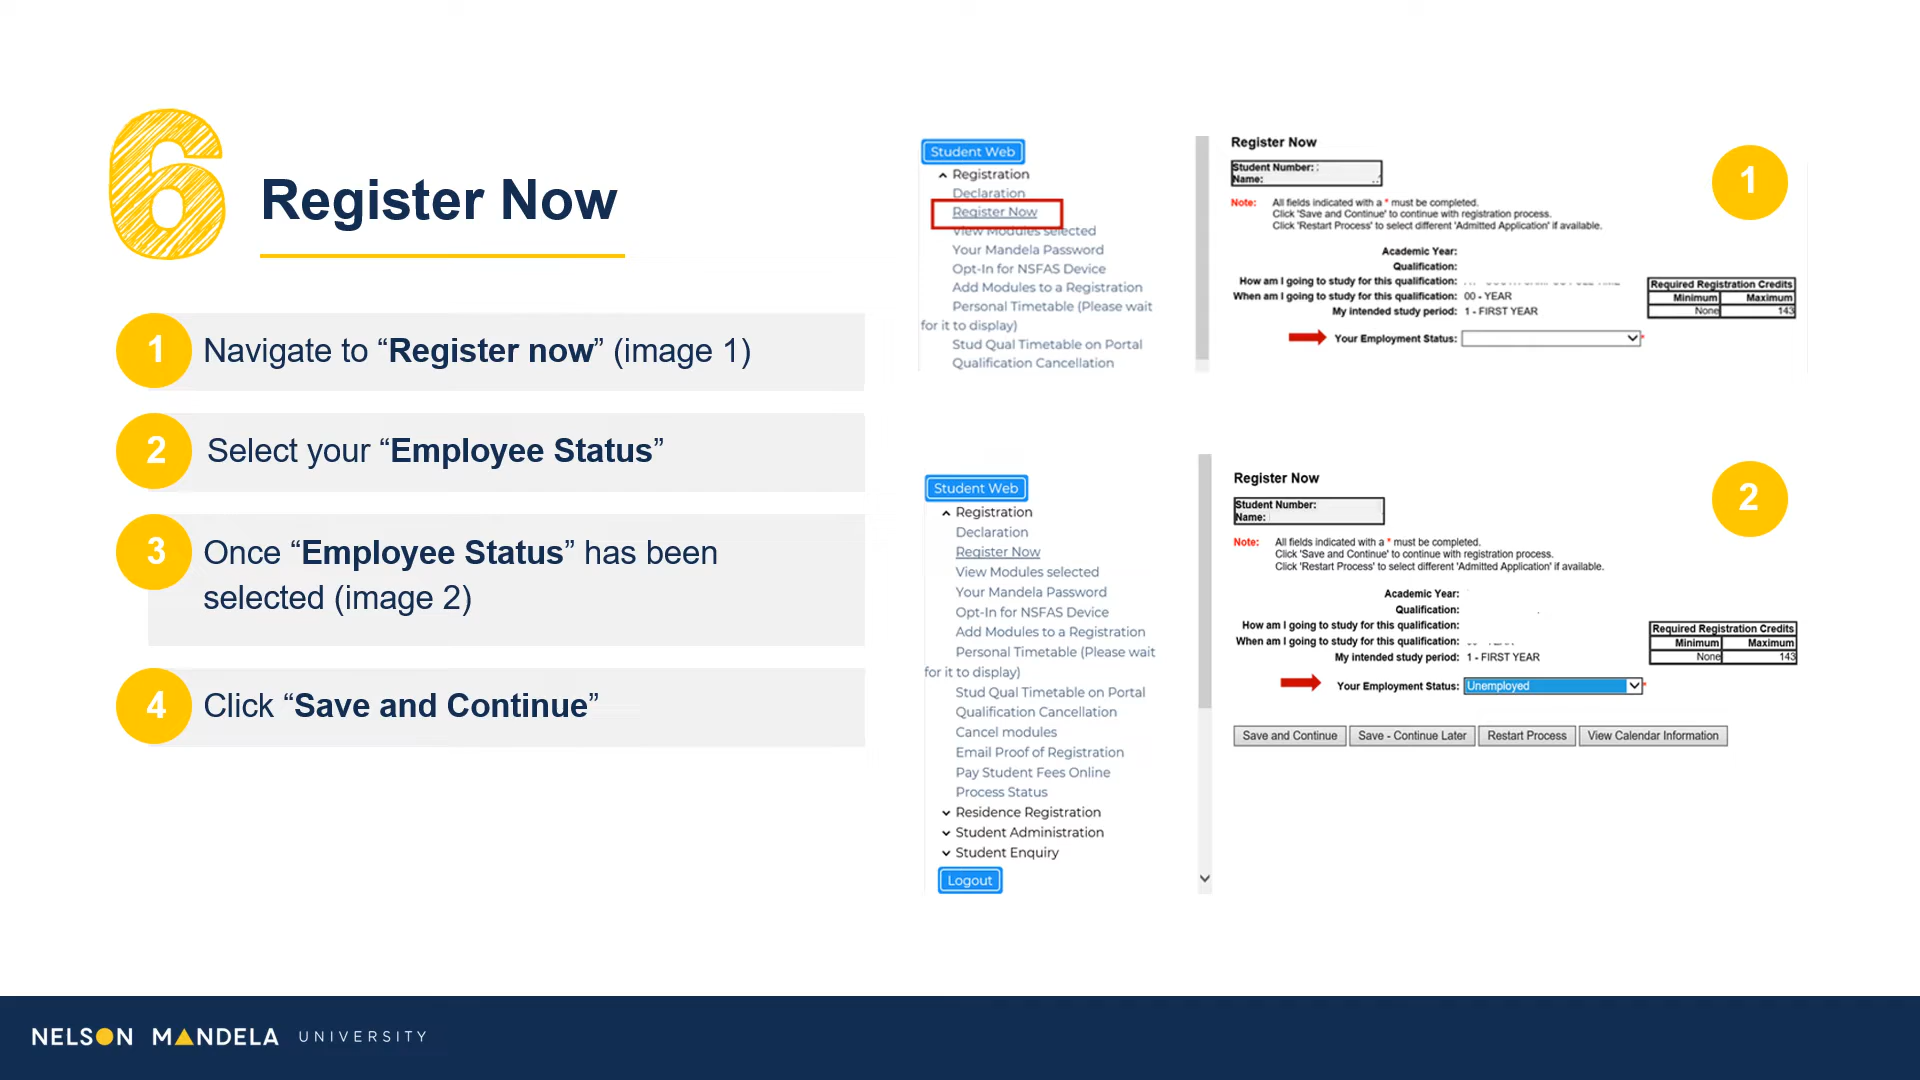 6
Register Now
1 Navigate to “Register now” (image 1)
2 Select your “Employee Status”
3 Once “Employee Status” has been
selected (image 2)
4 Click “Save and Continue”
Student Web
Registration
Declaration
Register Now
View Modules selected
Your Mandela Password
Opt-In for NSFAS Device
Add Modules to a Registration
Personal Timetable (Please wait
for it to display)
Stud Qual Timetable on Portal
Qualification Cancellation
Register Now
Student Number:
Name:
Note: All fields indicated with a * must be completed.
Click 'Save and Continue' to continue with registration process.
Click 'Restart Process' to select different 'Admitted Application' if available.
Academic Year:
Qualification:
How am I going to study for this qualification:
When am I going to study for this qualification: 00 - YEAR
My intended study period: 1 - FIRST YEAR
Your Employment Status: *
Required Registration Credits
Minimum Maximum
None 143
1
Student Web
Registration
Declaration
Register Now
View Modules selected
Your Mandela Password
Opt-In for NSFAS Device
Add Modules to a Registration
Personal Timetable (Please wait
for it to display)
Stud Qual Timetable on Portal
Qualification Cancellation
Cancel modules
Email Proof of Registration
Pay Student Fees Online
Process Status
Residence Registration
Student Administration
Student Enquiry
Logout
Register Now
Student Number:
Name:
Note: All fields indicated with a * must be completed.
Click 'Save and Continue' to continue with registration process.
Click 'Restart Process' to select different 'Admitted Application' if available.
Academic Year:
Qualification:
How am I going to study for this qualification:
When am I going to study for this qualification:
My intended study period: 1 - FIRST YEAR
Your Employment Status: Unemployed *
Required Registration Credits
Minimum Maximum
None 143
Save and Continue Save - Continue Later Restart Process View Calendar Information
2
NELSON MANDELA UNIVERSITY